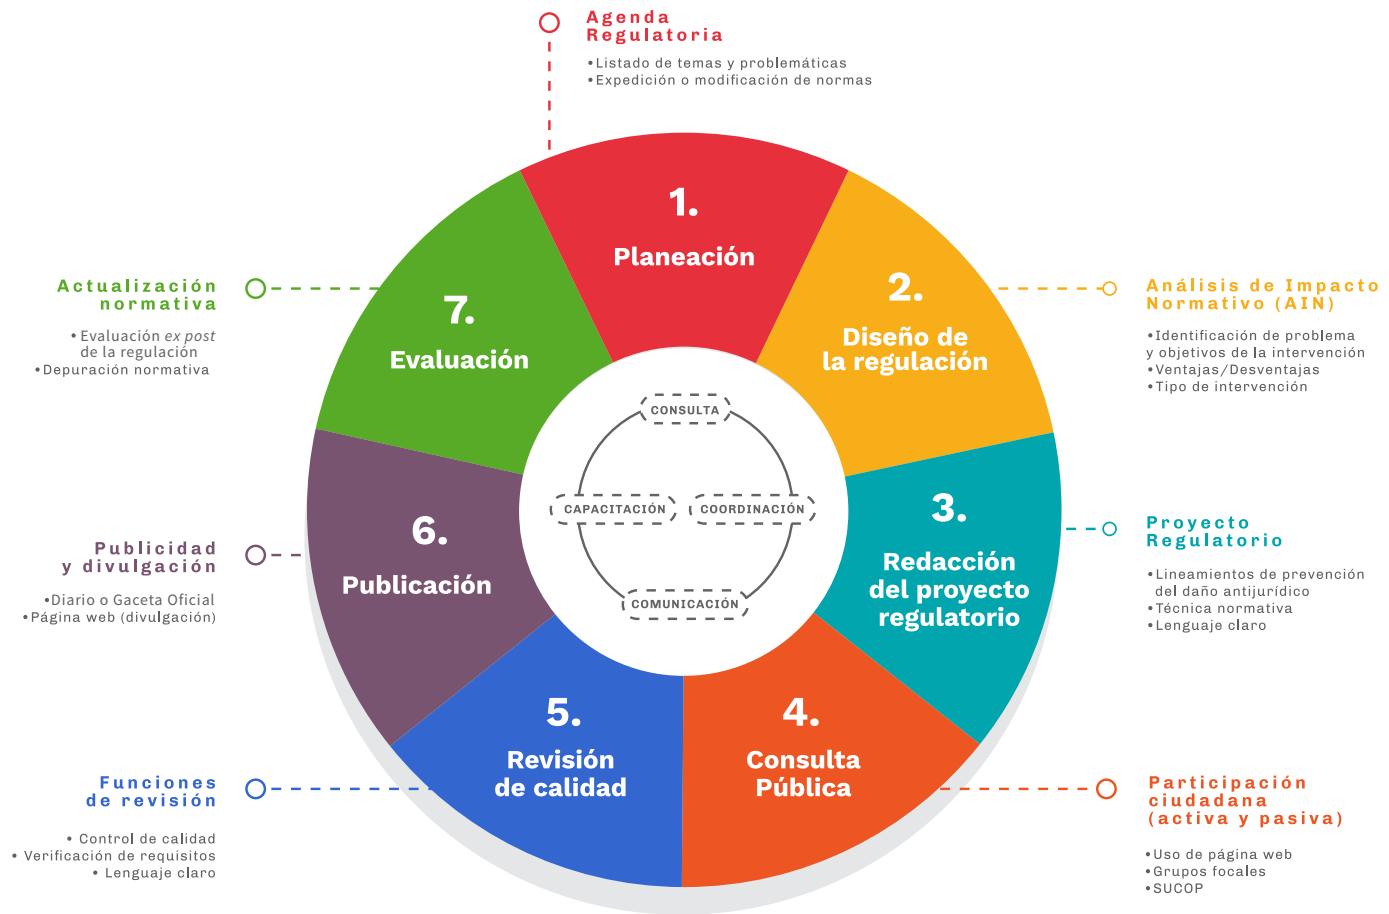 Agenda
Regulatoria
•Listado de temas y problemáticas
•Expedición o modificación de normas
1.
Planeación
2.
Diseño de
la regulación
Análisis de Impacto
Normativo (AIN)
•Identificación de problema
y objetivos de la intervención
•Ventajas/Desventajas
•Tipo de intervención
3.
Redacción
del proyecto
regulatorio
Proyecto
Regulatorio
•Lineamientos de prevención
del daño antijurídico
•Técnica normativa
•Lenguaje claro
4.
Consulta
Pública
Participación
ciudadana
(activa y pasiva)
•Uso de página web
•Grupos focales
•SUCOP
5.
Revisión
de calidad
Funciones
de revisión
• Control de calidad
• Verificación de requisitos
• Lenguaje claro
6.
Publicación
Publicidad
y divulgación
•Diario o Gaceta Oficial
•Página web (divulgación)
7.
Evaluación
Actualización
normativa
• Evaluación ex post
de la regulación
•Depuración normativa
CONSULTA
CAPACITACIÓN
COORDINACIÓN
COMUNICACIÓN